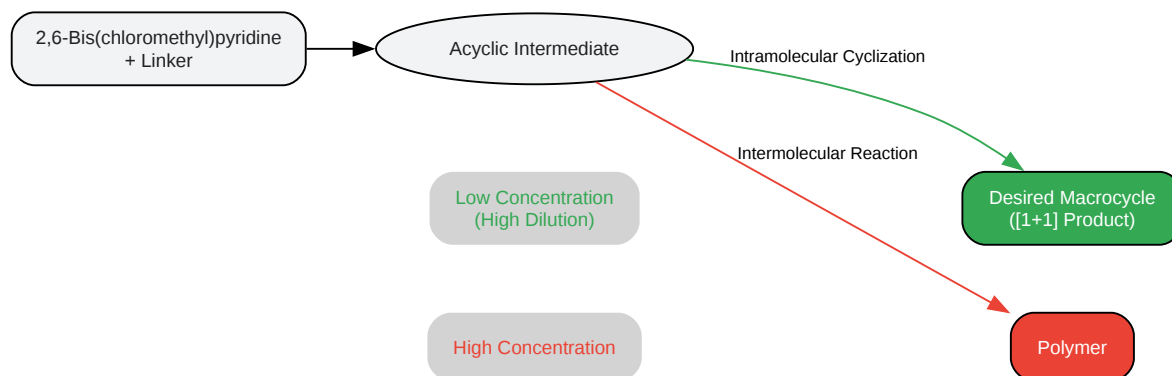 2,6-Bis(chloromethyl)pyridine
+ Linker
Acyclic Intermediate
Intramolecular Cyclization
Intermolecular Reaction
Low Concentration
(High Dilution)
Desired Macrocycle
([1+1] Product)
High Concentration
Polymer